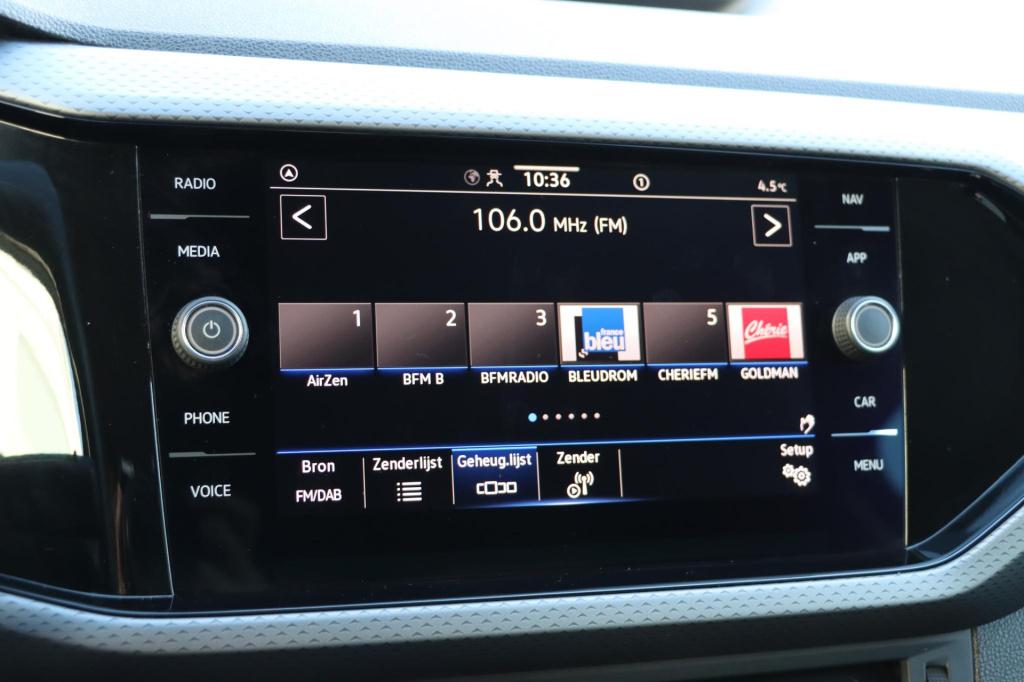 RADIO
MEDIA
PHONE
VOICE
10:36
1
4.5°C
106.0 MHz (FM)
1
2
3
france
bleu
5
Chérie
AirZen
BFM B
BFMRADIO
BLEUDROM
CHERIEFM
GOLDMAN
Bron
FM/DAB
Zenderlijst
Geheug.lijst
Zender
Setup
NAV
APP
CAR
MENU